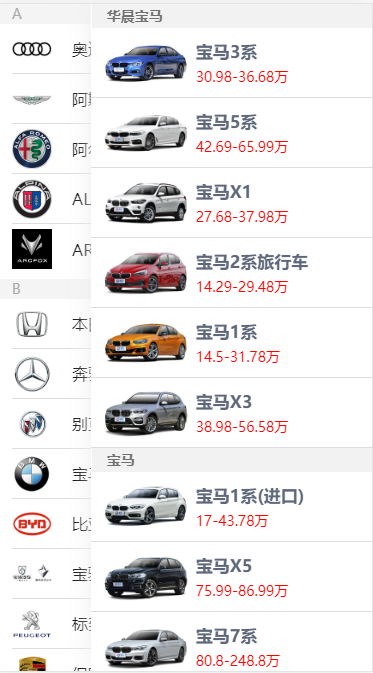 A
奥
阿
ALFA ROMEO
阿
ALPINA
AL
ARCFOX
AR
B
本
奔
别
BMW
宝
BYD
比
宝
PEUGEOT
标
华晨宝马
宝马3系
30.98-36.68万
宝马5系
42.69-65.99万
宝马X1
27.68-37.98万
宝马2系旅行车
14.29-29.48万
宝马1系
14.5-31.78万
宝马X3
38.98-56.58万
宝马
宝马1系(进口)
17-43.78万
宝马X5
75.99-86.99万
宝马7系
80.8-248.8万